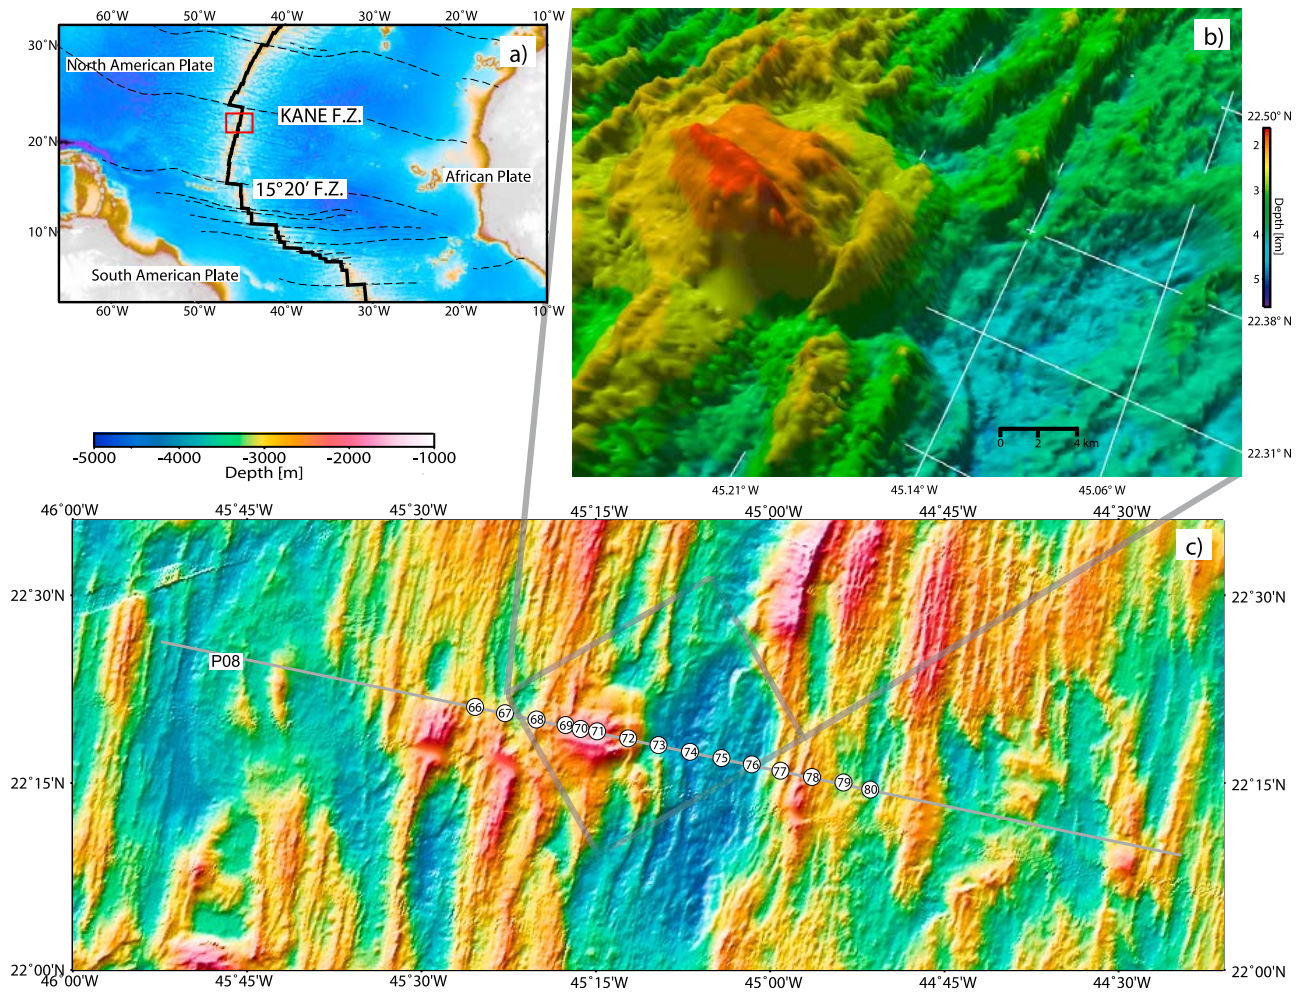 60°W 50°W 40°W 30°W 20°W 10°W
30°N
20°N
10°N
a)
North American Plate
KANE F.Z.
15°20' F.Z.
African Plate
South American Plate
60°W 50°W 40°W 30°W 20°W 10°W
b)
22.50° N
2
3
4
5
Depth [km]
22.38° N
22.31° N
0 2 4 km
45.21° W 45.14° W 45.06° W
-5000 -4000 -3000 -2000 -1000
Depth [m]
46°00'W 45°45'W 45°30'W 45°15'W 45°00'W 44°45'W 44°30'W
c)
22°30'N 22°30'N
P08
66 67 68 69 70 71 72 73 74 75 76 77 78 79 80
22°15'N 22°15'N
22°00'N 22°00'N
46°00'W 45°45'W 45°30'W 45°15'W 45°00'W 44°45'W 44°30'W